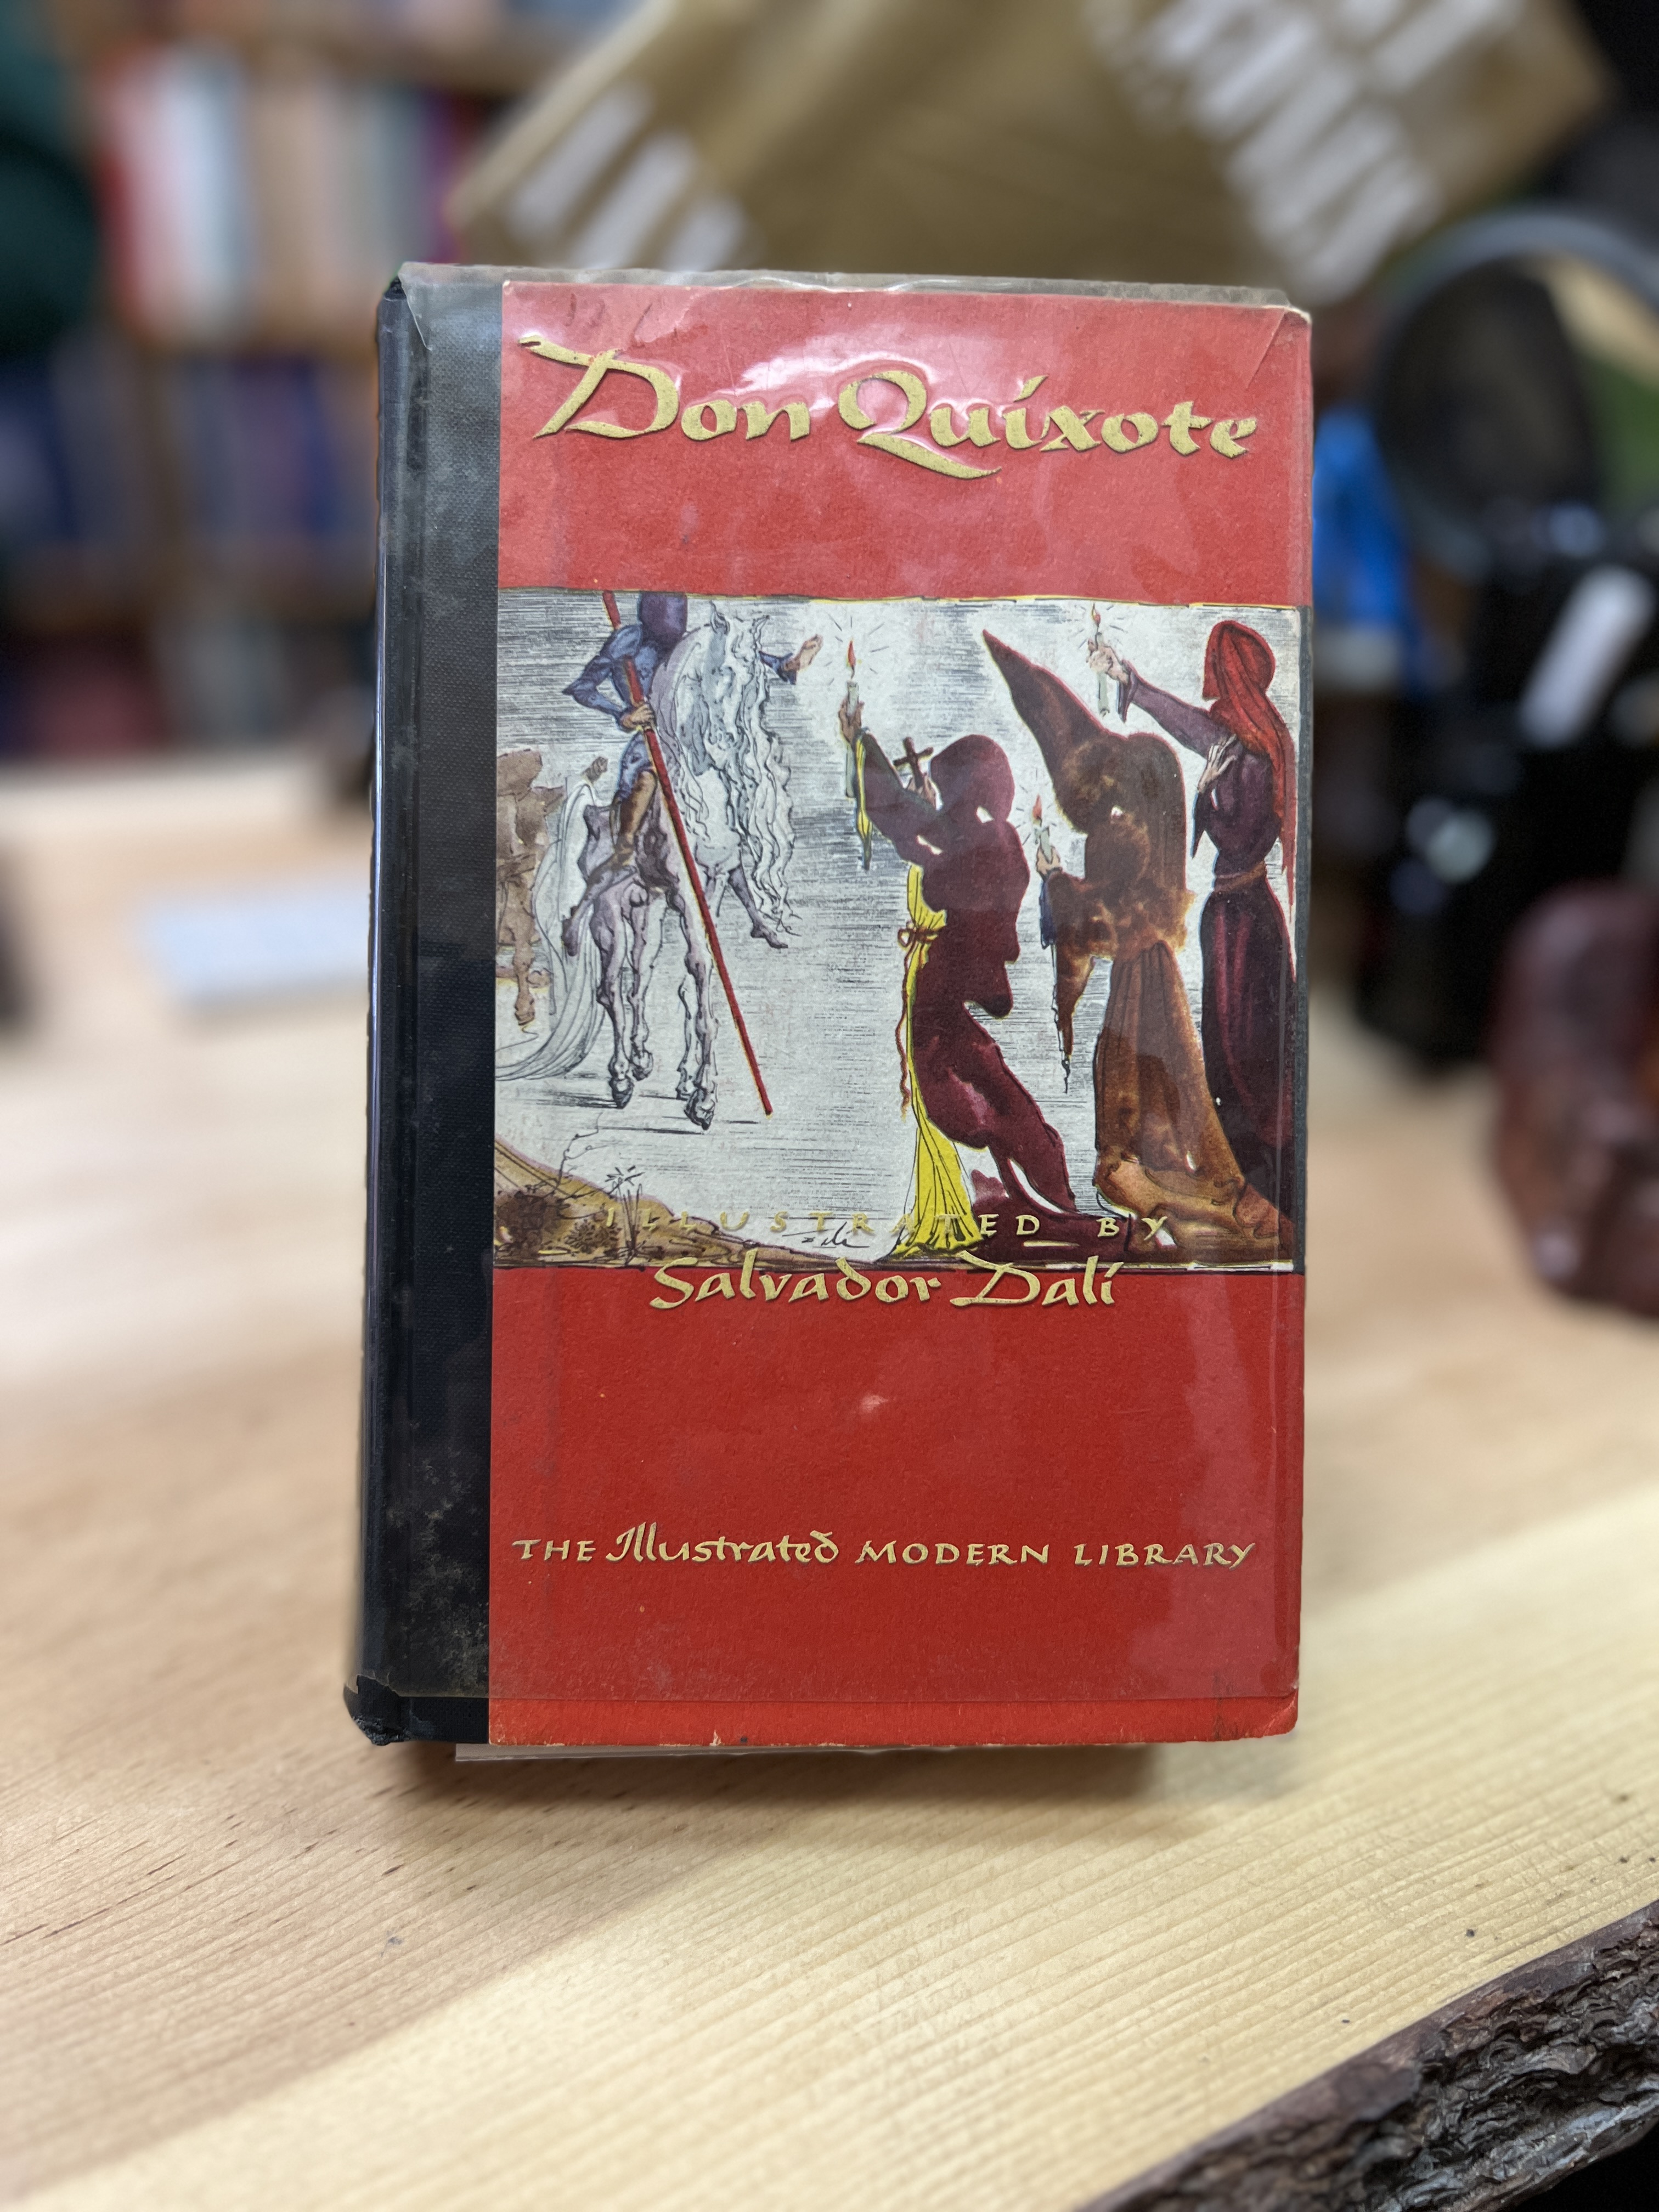 Don Quixote
ILLUSTRATED BY
Salvador Dalí
THE Illustrated MODERN LIBRARY